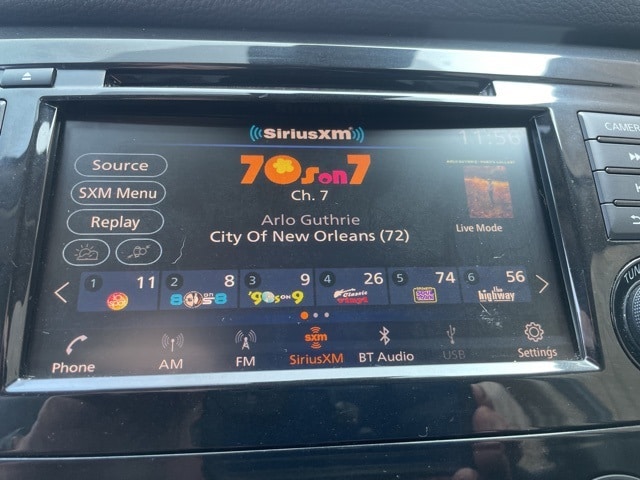 SiriusXM
11:56
CAMERA
Source
70s on 7
SXM Menu
Ch. 7
Replay
Arlo Guthrie
City Of New Orleans (72)
Live Mode
1 11
2 8
3 9
4 26
5 74
6 56
80s on 8
'90s on 9
Classic Vinyl
the highway
sxm
Phone
AM
FM
SiriusXM
BT Audio
USB
Settings
TUNE